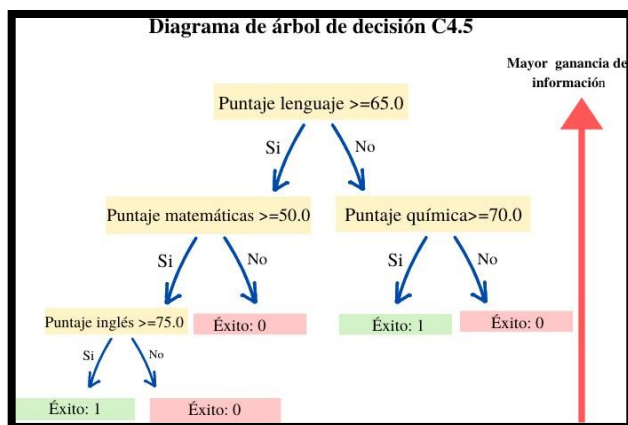 Diagrama de árbol de decisión C4.5
Mayor ganancia de
información
Puntaje lenguaje >=65.0
Si
No
Puntaje matemáticas >=50.0
Puntaje química>=70.0
Si
No
Si
No
Puntaje inglés >=75.0
Éxito: 0
Éxito: 1
Éxito: 0
Si
No
Éxito: 1
Éxito: 0